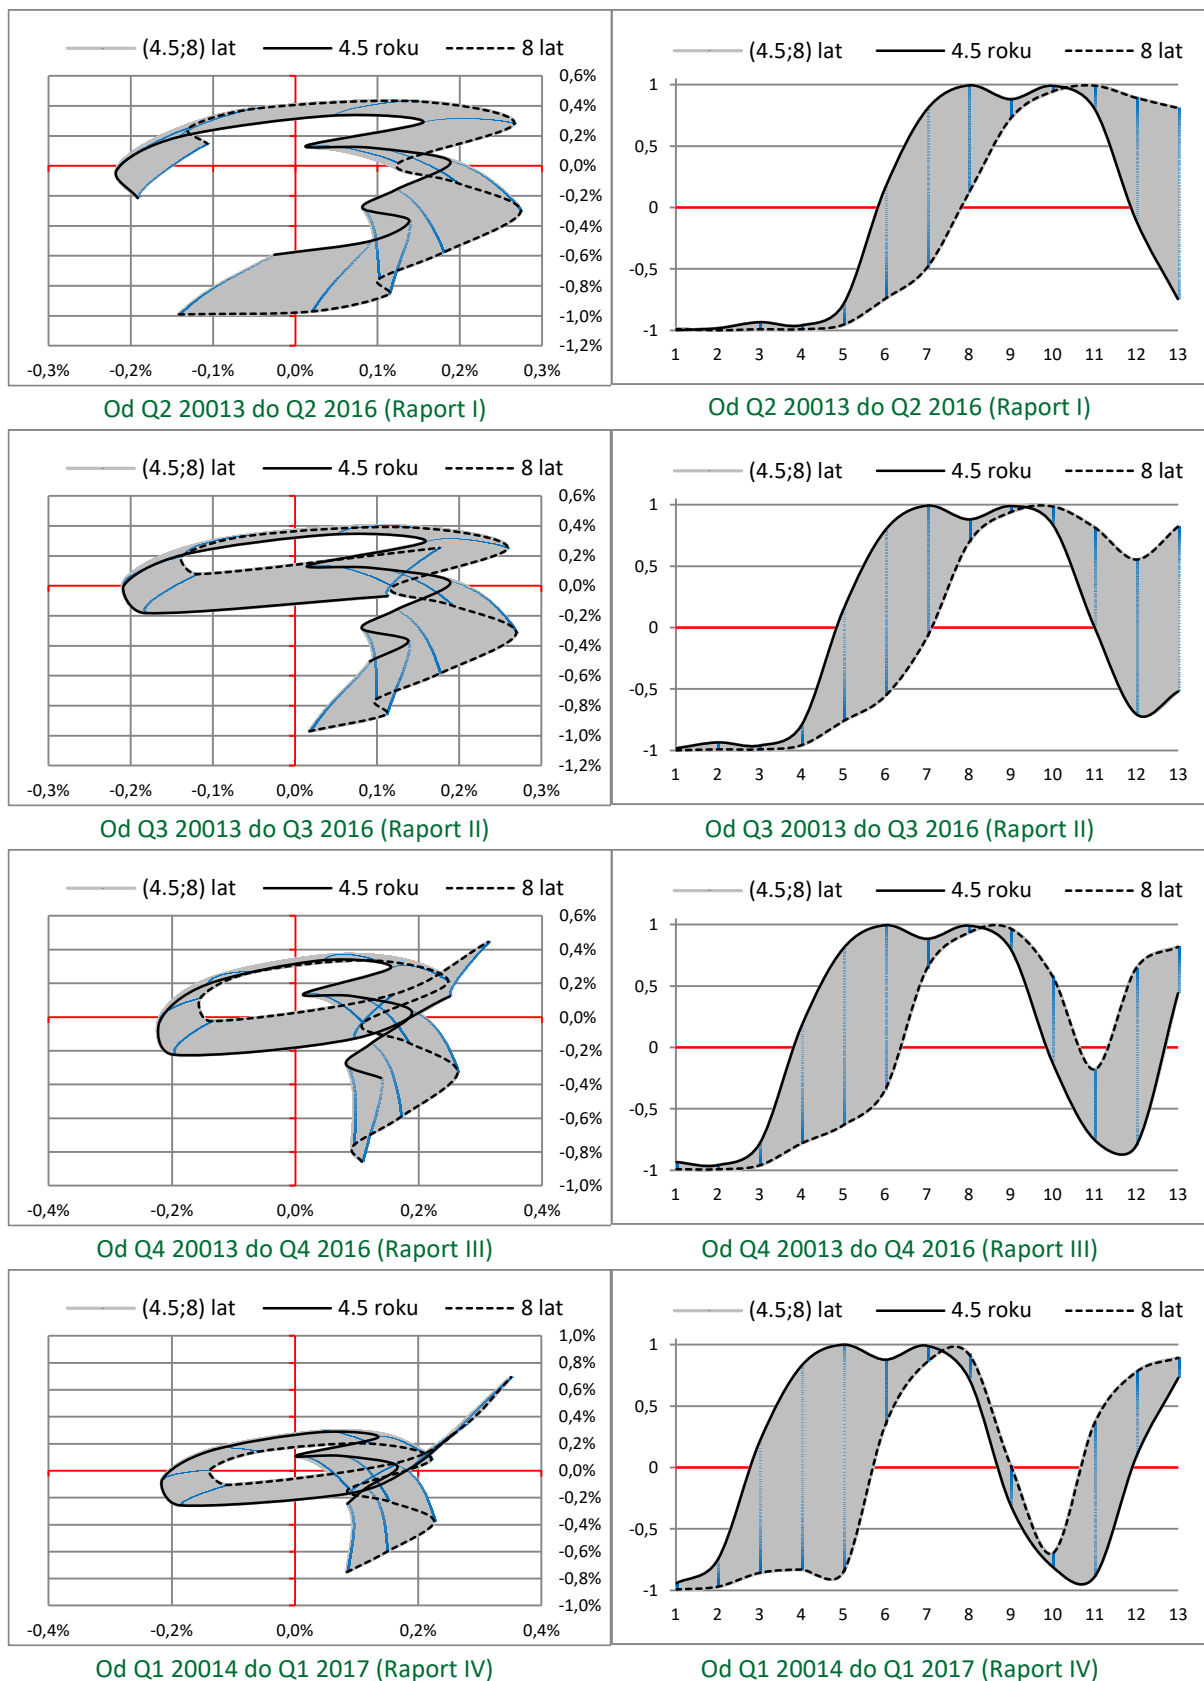 (4.5;8) lat 4.5 roku 8 lat
0,6%
0,4%
0,2%
0,0%
-0,2%
-0,4%
-0,6%
-0,8%
-1,0%
-1,2%
-0,3% -0,2% -0,1% 0,0% 0,1% 0,2% 0,3%
Od Q2 20013 do Q2 2016 (Raport I)
(4.5;8) lat 4.5 roku 8 lat
1
0,5
0
-0,5
-1
1 2 3 4 5 6 7 8 9 10 11 12 13
Od Q2 20013 do Q2 2016 (Raport I)
(4.5;8) lat 4.5 roku 8 lat
0,6%
0,4%
0,2%
0,0%
-0,2%
-0,4%
-0,6%
-0,8%
-1,0%
-1,2%
-0,3% -0,2% -0,1% 0,0% 0,1% 0,2% 0,3%
Od Q3 20013 do Q3 2016 (Raport II)
(4.5;8) lat 4.5 roku 8 lat
1
0,5
0
-0,5
-1
1 2 3 4 5 6 7 8 9 10 11 12 13
Od Q3 20013 do Q3 2016 (Raport II)
(4.5;8) lat 4.5 roku 8 lat
0,6%
0,4%
0,2%
0,0%
-0,2%
-0,4%
-0,6%
-0,8%
-1,0%
-0,4% -0,2% 0,0% 0,2% 0,4%
Od Q4 20013 do Q4 2016 (Raport III)
(4.5;8) lat 4.5 roku 8 lat
1
0,5
0
-0,5
-1
1 2 3 4 5 6 7 8 9 10 11 12 13
Od Q4 20013 do Q4 2016 (Raport III)
(4.5;8) lat 4.5 roku 8 lat
1,0%
0,8%
0,6%
0,4%
0,2%
0,0%
-0,2%
-0,4%
-0,6%
-0,8%
-1,0%
-0,4% -0,2% 0,0% 0,2% 0,4%
Od Q1 20014 do Q1 2017 (Raport IV)
(4.5;8) lat 4.5 roku 8 lat
1
0,5
0
-0,5
-1
1 2 3 4 5 6 7 8 9 10 11 12 13
Od Q1 20014 do Q1 2017 (Raport IV)